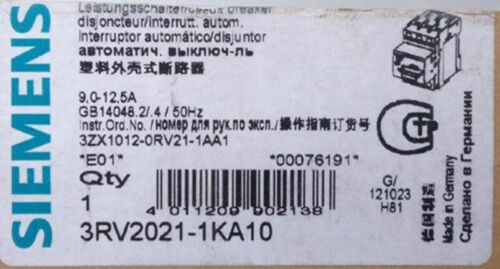 SIEMENS
Leistungsschalter/Circuit breaker
disjoncteur/interrutt. autom.
Interruptor automático/disjuntor
автоматич. выключ-ль
塑料外壳式断路器
9,0-12,5A
GB14048.2/.4 / 50Hz
Instr.Ord.No. /номер для рук.по эксп./操作指南订货号
3ZX1012-0RV21-1AA1
*E01* *00076191*
Qty
1
4 011209 902138
3RV2021-1KA10
G/
121023
H81
德国制造
Made in Germany
Сделано в Германии